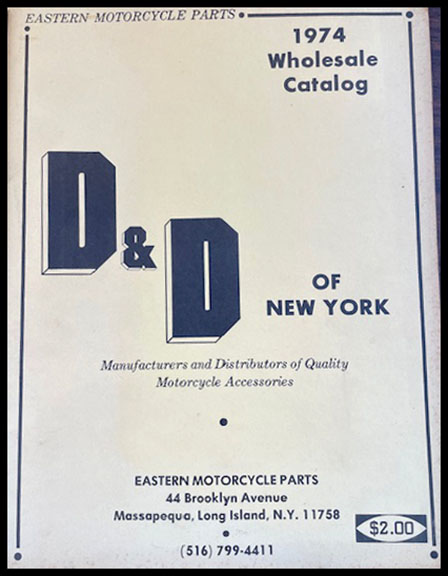 EASTERN MOTORCYCLE PARTS
1974
Wholesale
Catalog
D & D
OF
NEW YORK
Manufacturers and Distributors of Quality
Motorcycle Accessories
EASTERN MOTORCYCLE PARTS
44 Brooklyn Avenue
Massapequa, Long Island, N.Y. 11758
$2.00
(516) 799-4411